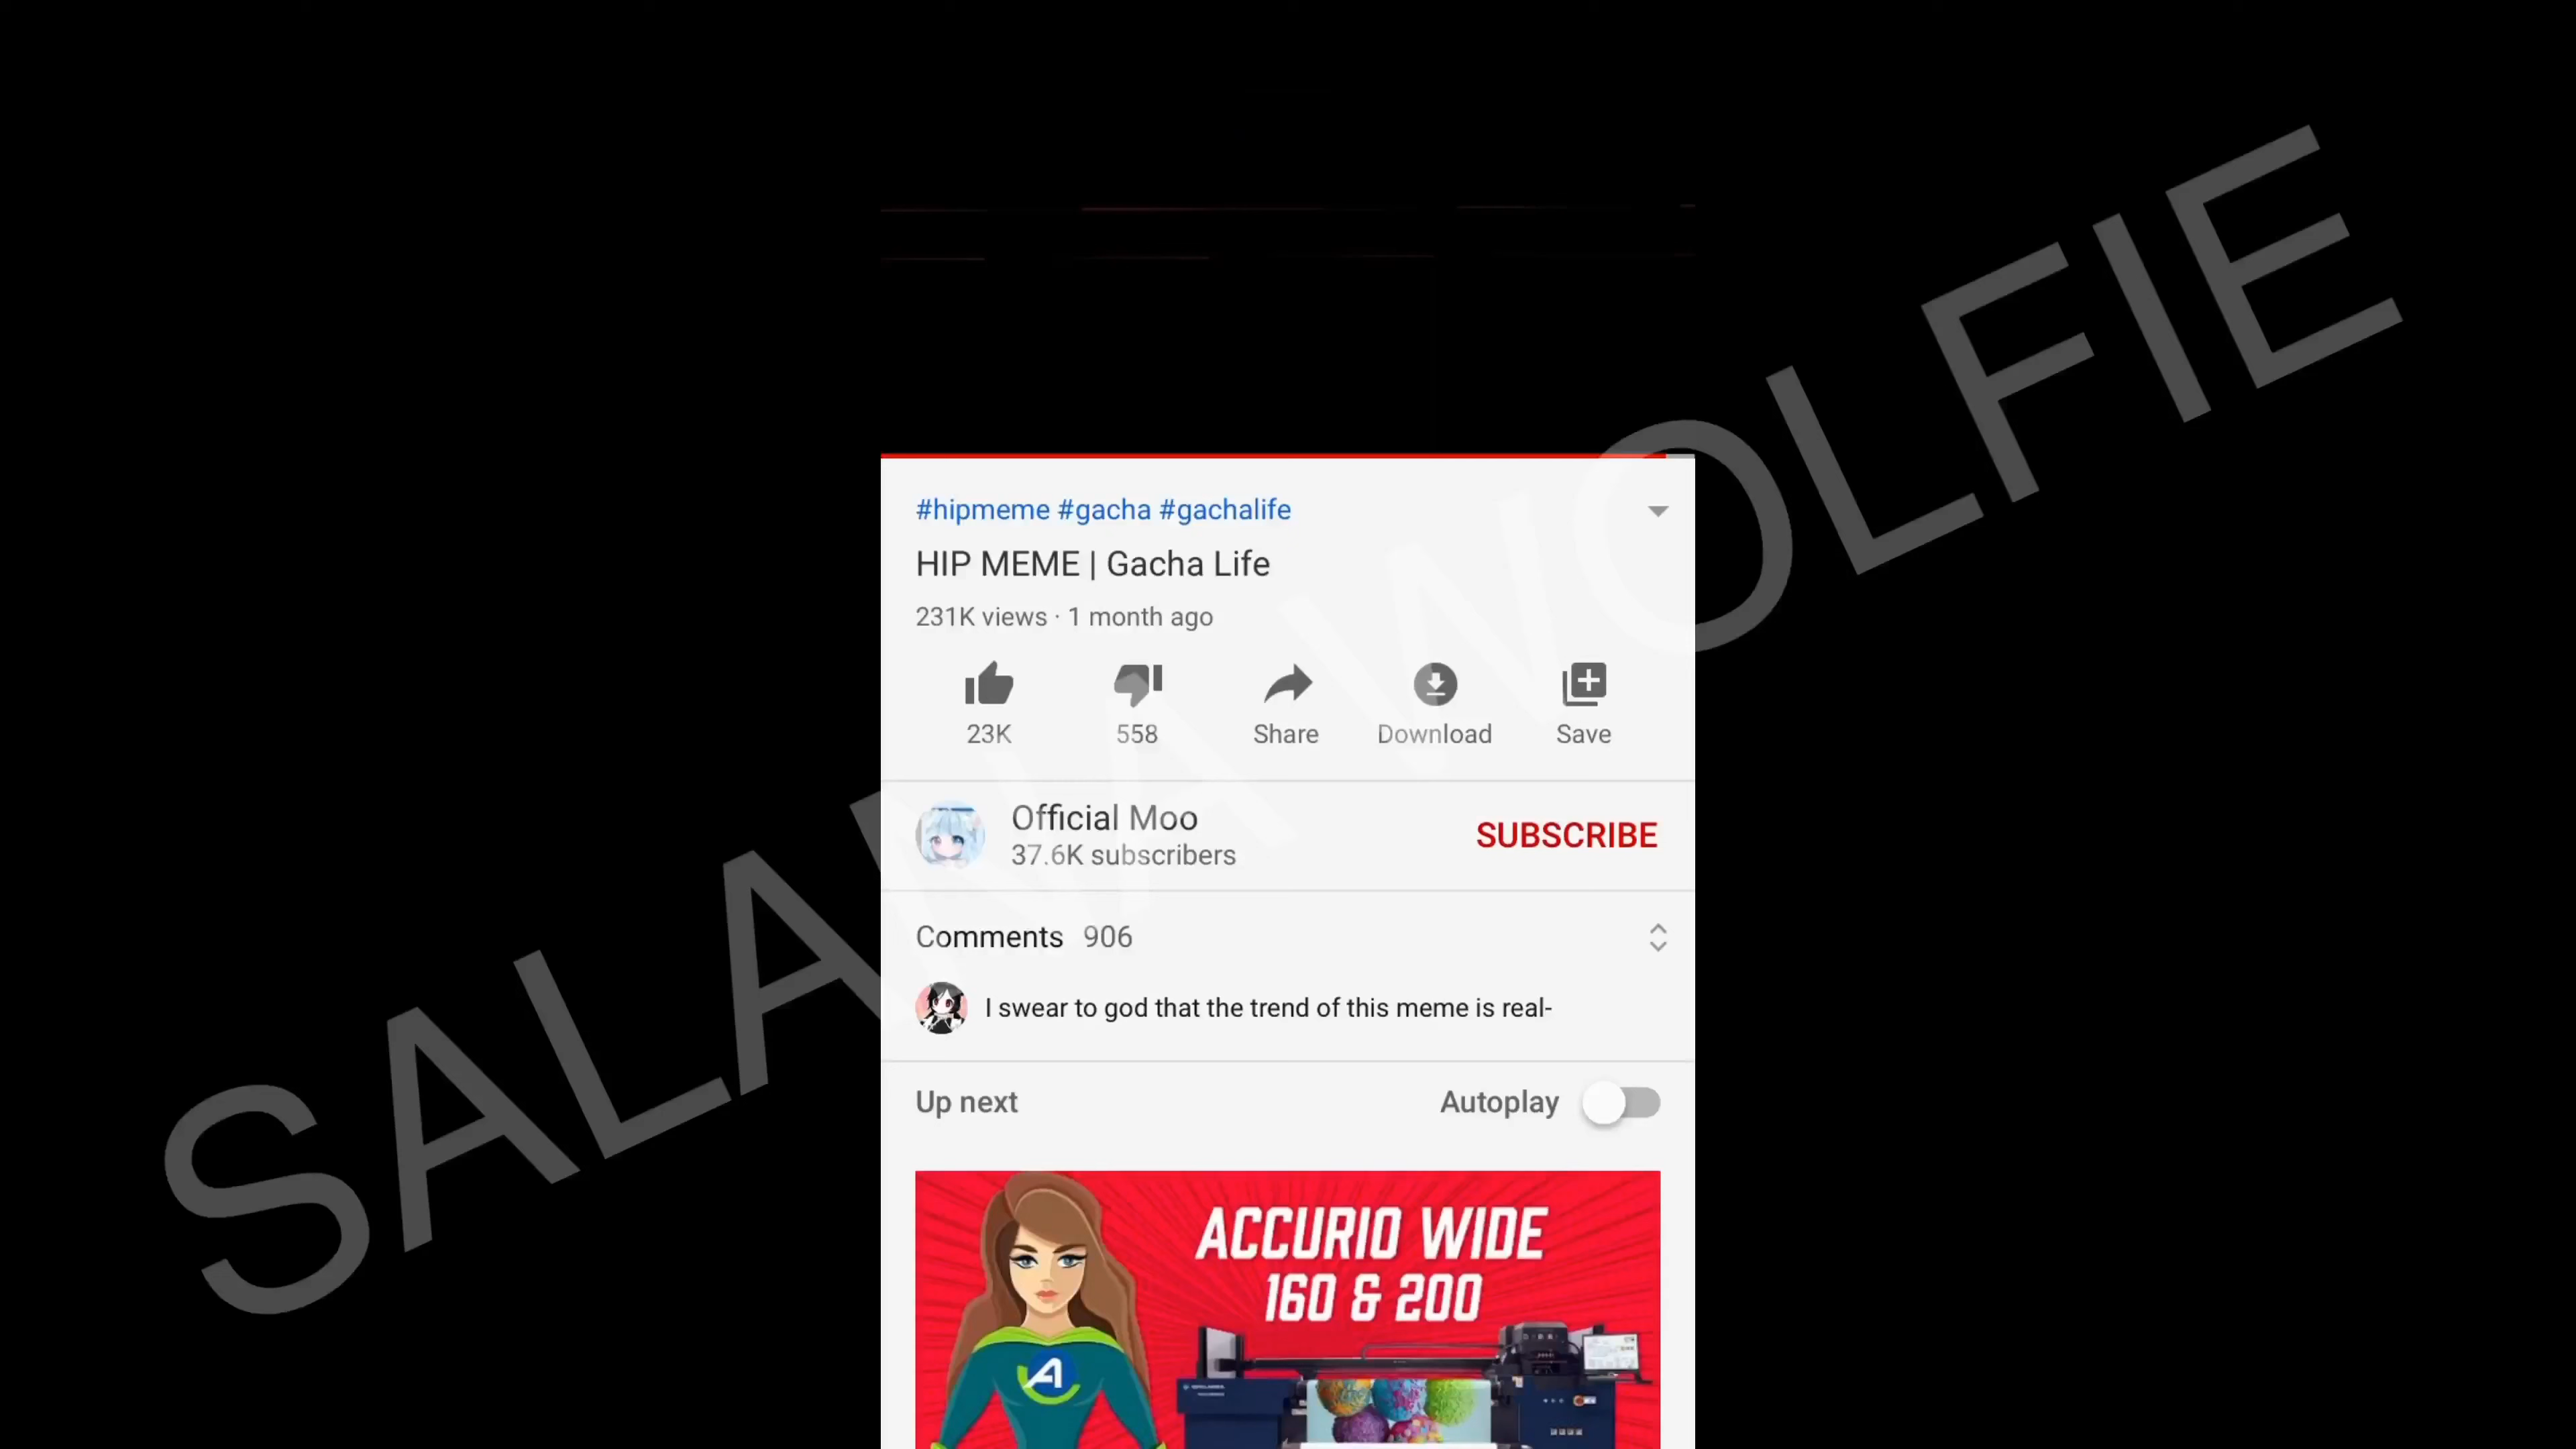 #hipmeme #gacha #gachalife
HIP MEME | Gacha Life
231K views · 1 month ago
23K 558 Share Download Save
Official Moo
37.6K subscribers
SUBSCRIBE
Comments 906
I swear to god that the trend of this meme is real-
Up next Autoplay
ACCURIO WIDE
160 & 200
A
SALANA WOLFIE